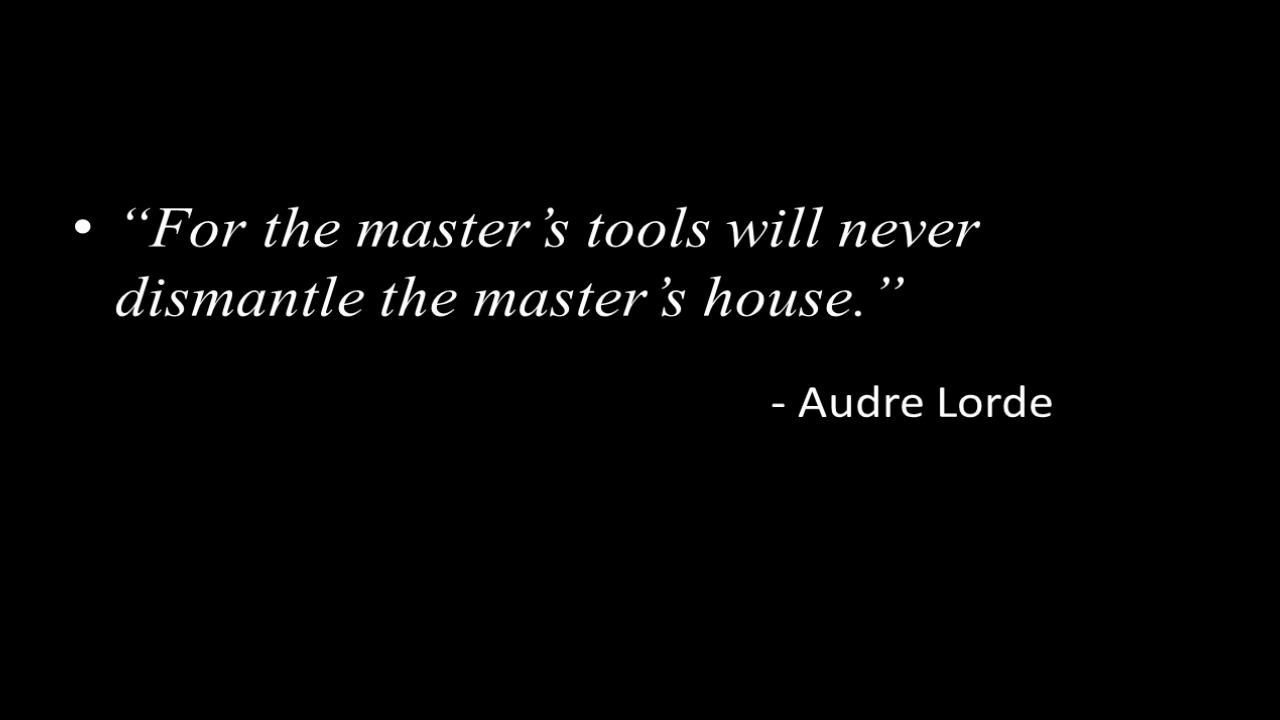 • “For the master’s tools will never
dismantle the master’s house.”
- Audre Lorde